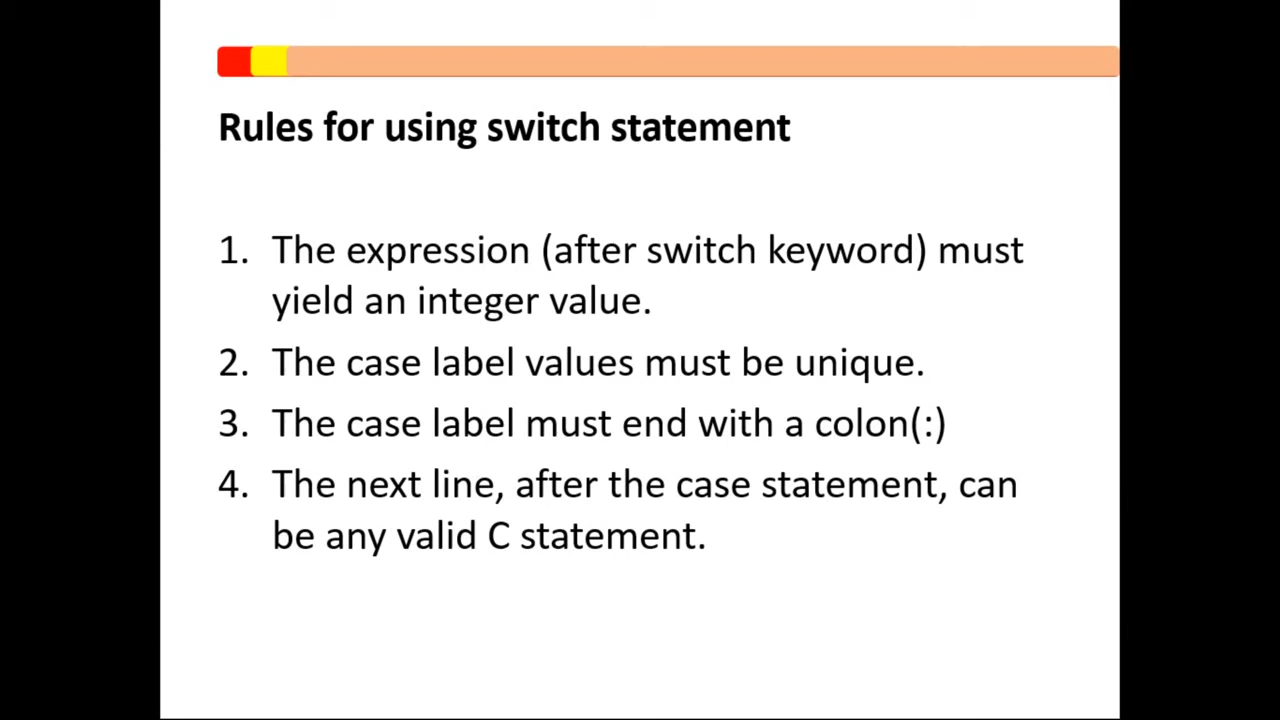 Rules for using switch statement
1. The expression (after switch keyword) must
yield an integer value.
2. The case label values must be unique.
3. The case label must end with a colon(:)
4. The next line, after the case statement, can
be any valid C statement.